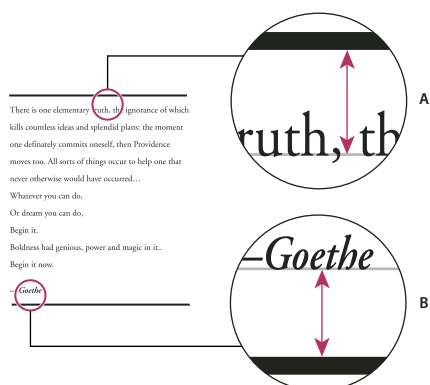 There is one elementary truth, the ignorance of which
kills countless ideas and splendid plans: the moment
one definately commits oneself, then Providence
moves too. All sorts of things occur to help one that
never otherwise would have occurred…
Whatever you can do,
Or dream you can do,
Begin it.
Boldness had genious, power and magic in it..
Begin it now.
–Goethe
ruth, th
A
–Goethe
B